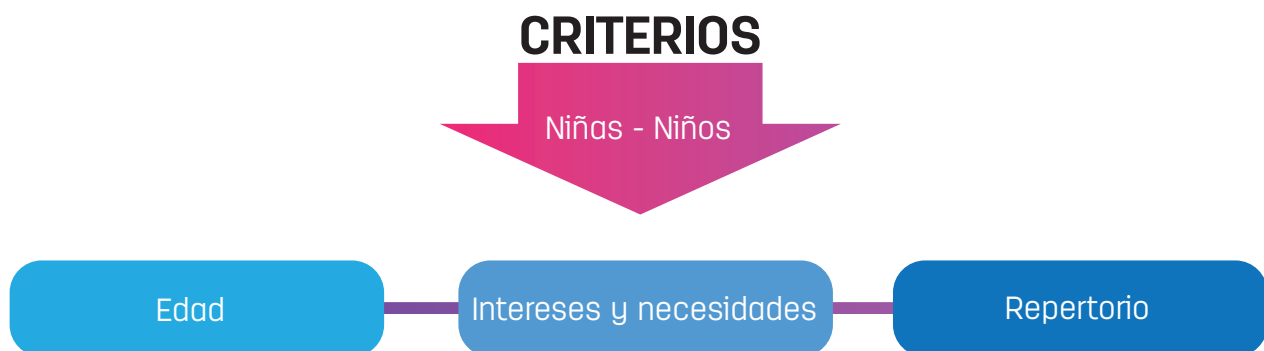 CRITERIOS
Niñas - Niños
Edad
Intereses y necesidades
Repertorio